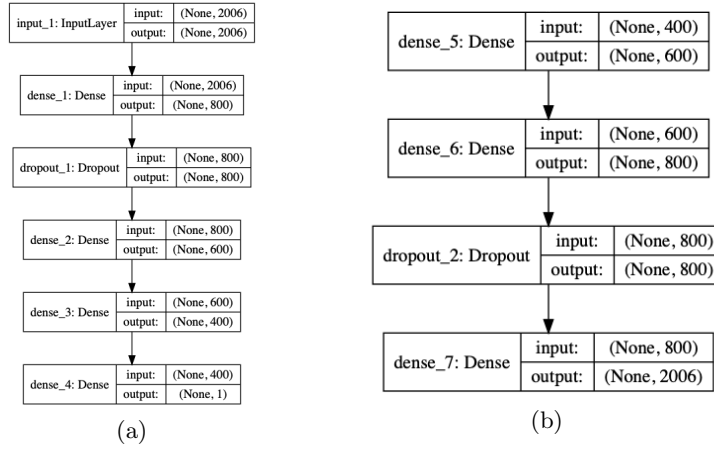 input_1: InputLayer input: (None, 2006)
output: (None, 2006)
dense_1: Dense input: (None, 2006)
output: (None, 800)
dropout_1: Dropout input: (None, 800)
output: (None, 800)
dense_2: Dense input: (None, 800)
output: (None, 600)
dense_3: Dense input: (None, 600)
output: (None, 400)
dense_4: Dense input: (None, 400)
output: (None, 1)
(a)
dense_5: Dense input: (None, 400)
output: (None, 600)
dense_6: Dense input: (None, 600)
output: (None, 800)
dropout_2: Dropout input: (None, 800)
output: (None, 800)
dense_7: Dense input: (None, 800)
output: (None, 2006)
(b)